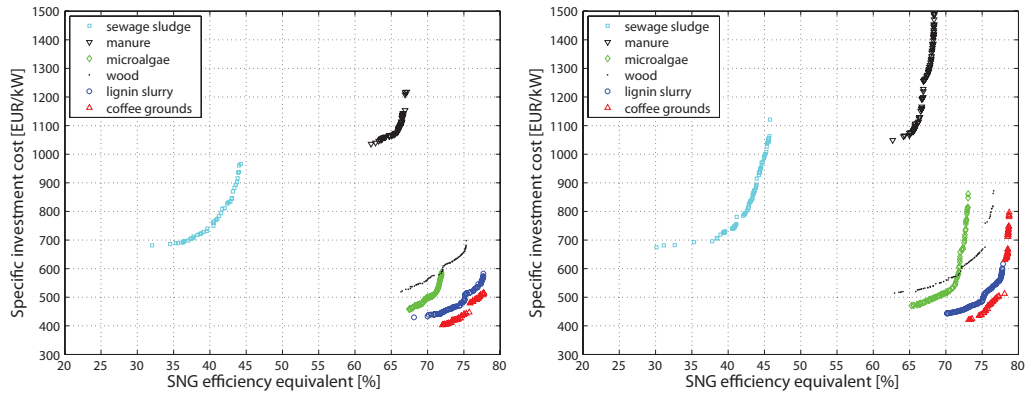 1500
1400
1300
1200
1100
1000
900
800
700
600
500
400
300
Specific investment cost [EUR/kW]
sewage sludge
manure
microalgae
wood
lignin slurry
coffee grounds
20 25 30 35 40 45 50 55 60 65 70 75 80
SNG efficiency equivalent [%]
1500
1400
1300
1200
1100
1000
900
800
700
600
500
400
300
Specific investment cost [EUR/kW]
sewage sludge
manure
microalgae
wood
lignin slurry
coffee grounds
20 25 30 35 40 45 50 55 60 65 70 75 80
SNG efficiency equivalent [%]